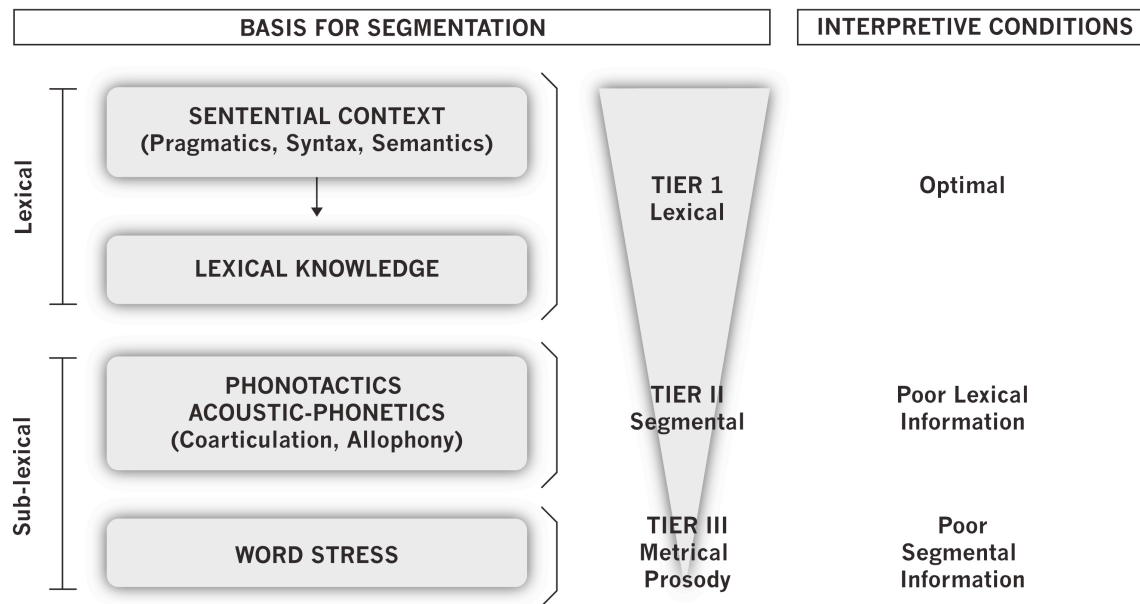 BASIS FOR SEGMENTATION
INTERPRETIVE CONDITIONS
Lexical
SENTENTIAL CONTEXT
(Pragmatics, Syntax, Semantics)
LEXICAL KNOWLEDGE
TIER 1
Lexical
Optimal
Sub-lexical
PHONOTACTICS
ACOUSTIC-PHONETICS
(Coarticulation, Allophony)
TIER II
Segmental
Poor Lexical
Information
WORD STRESS
TIER III
Metrical
Prosody
Poor
Segmental
Information